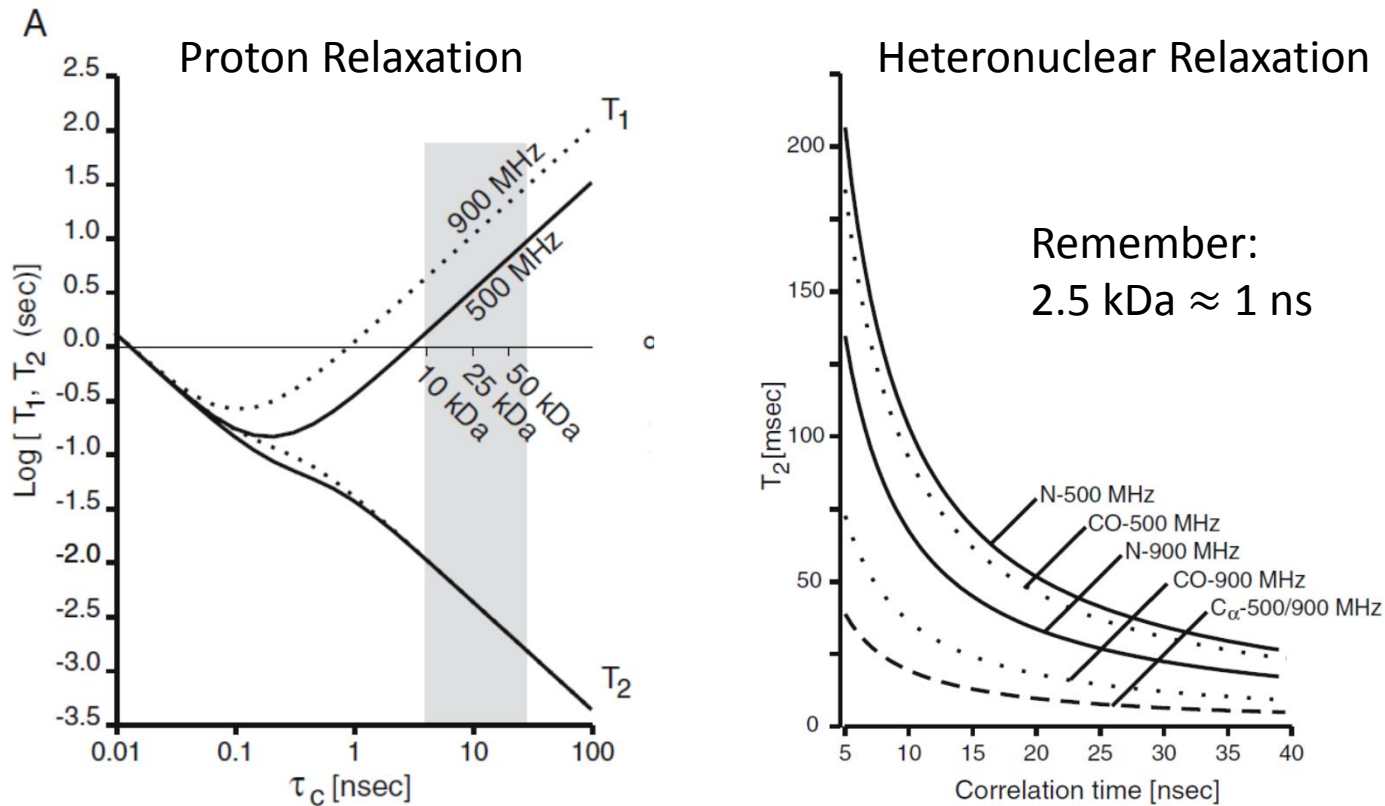 A
Proton Relaxation
Log [ T1, T2 (sec)]
2.5
2.0
1.5
1.0
0.5
0.0
-0.5
-1.0
-1.5
-2.0
-2.5
-3.0
-3.5
T1
900 MHz
500 MHz
10 kDa
25 kDa
50 kDa
T2
0.01
0.1
1
10
100
τc [nsec]
Heteronuclear Relaxation
Remember:
2.5 kDa ≈ 1 ns
T2[msec]
200
150
100
50
0
N-500 MHz
CO-500 MHz
N-900 MHz
CO-900 MHz
Cα-500/900 MHz
5
10
15
20
25
30
35
40
Correlation time [nsec]